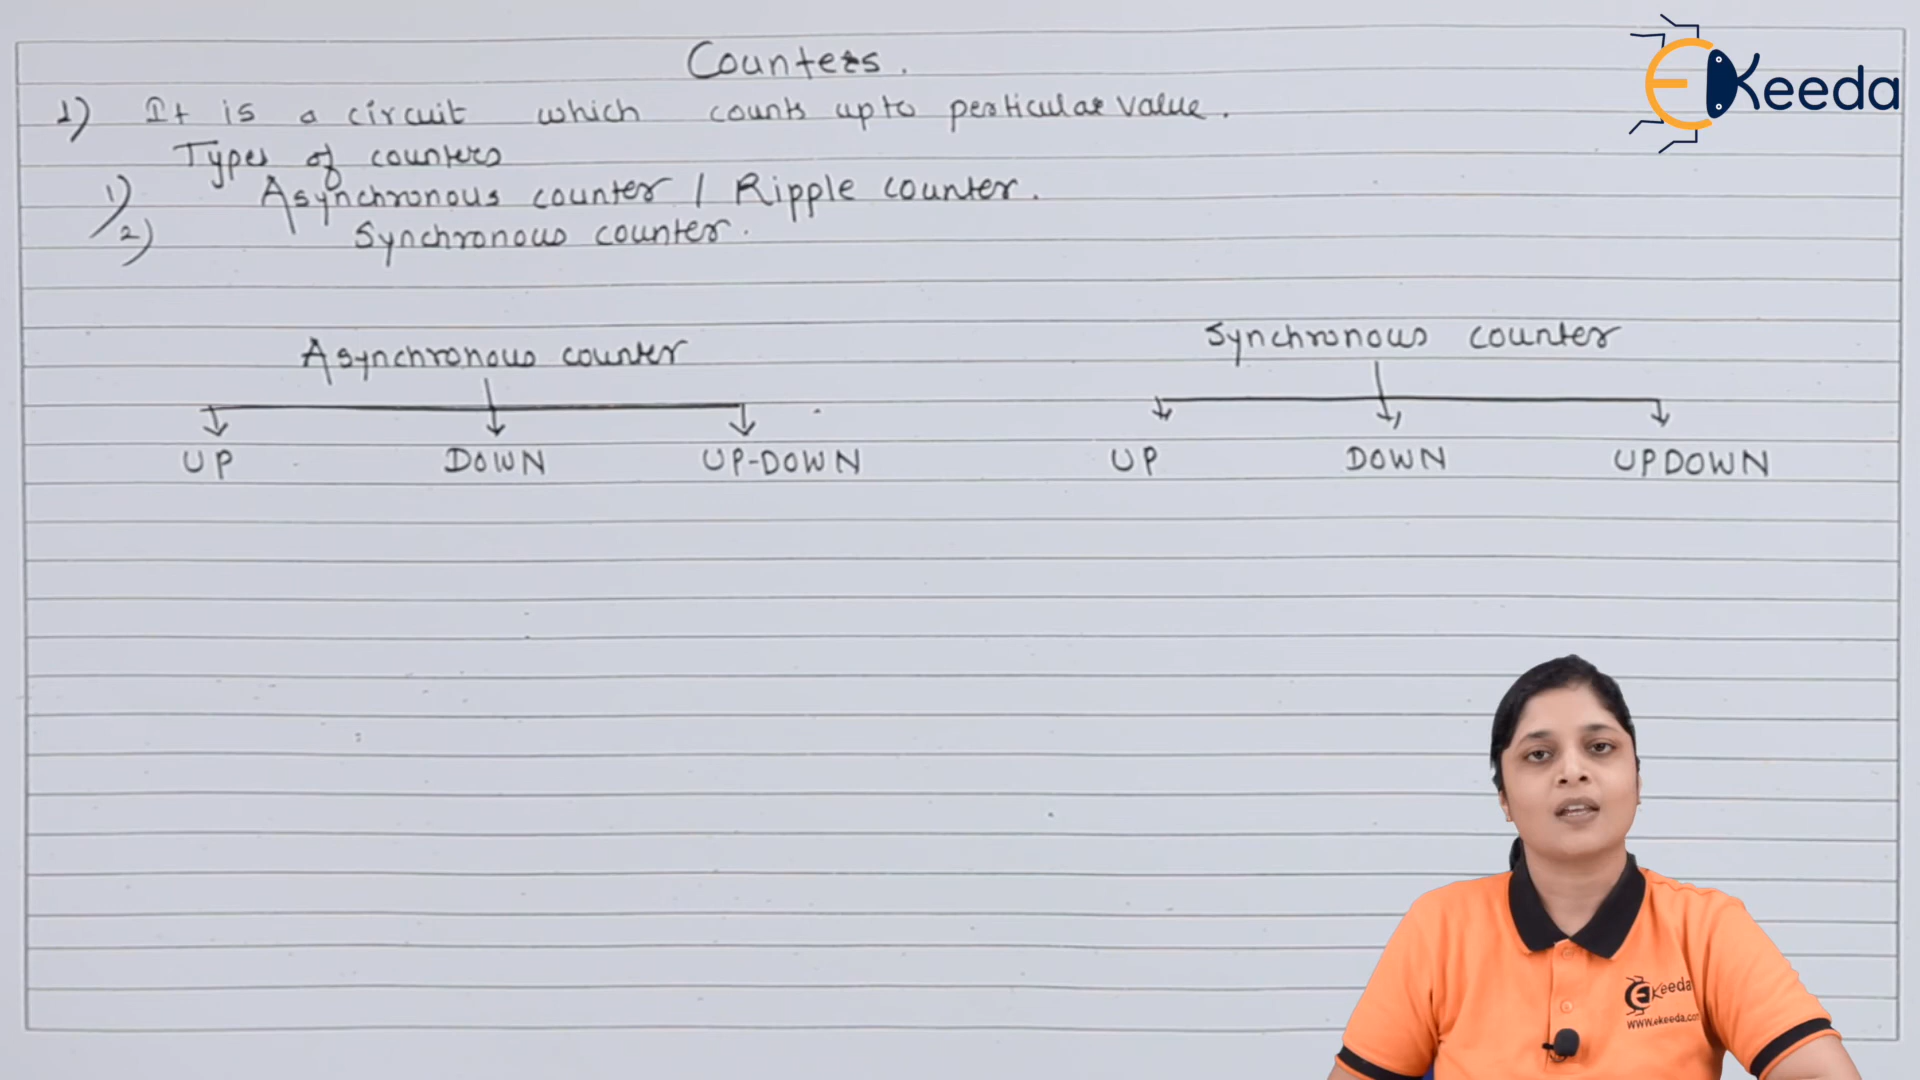 Counters.
EKeeda
1) It is a circuit which counts upto perticular value.
Types of counters
1) Asynchronous counter / Ripple counter.
2) Synchronous counter.
Asynchronous counter
Synchronous counter
UP DOWN UP-DOWN
UP DOWN UPDOWN
EKeeda
www.ekeeda.com